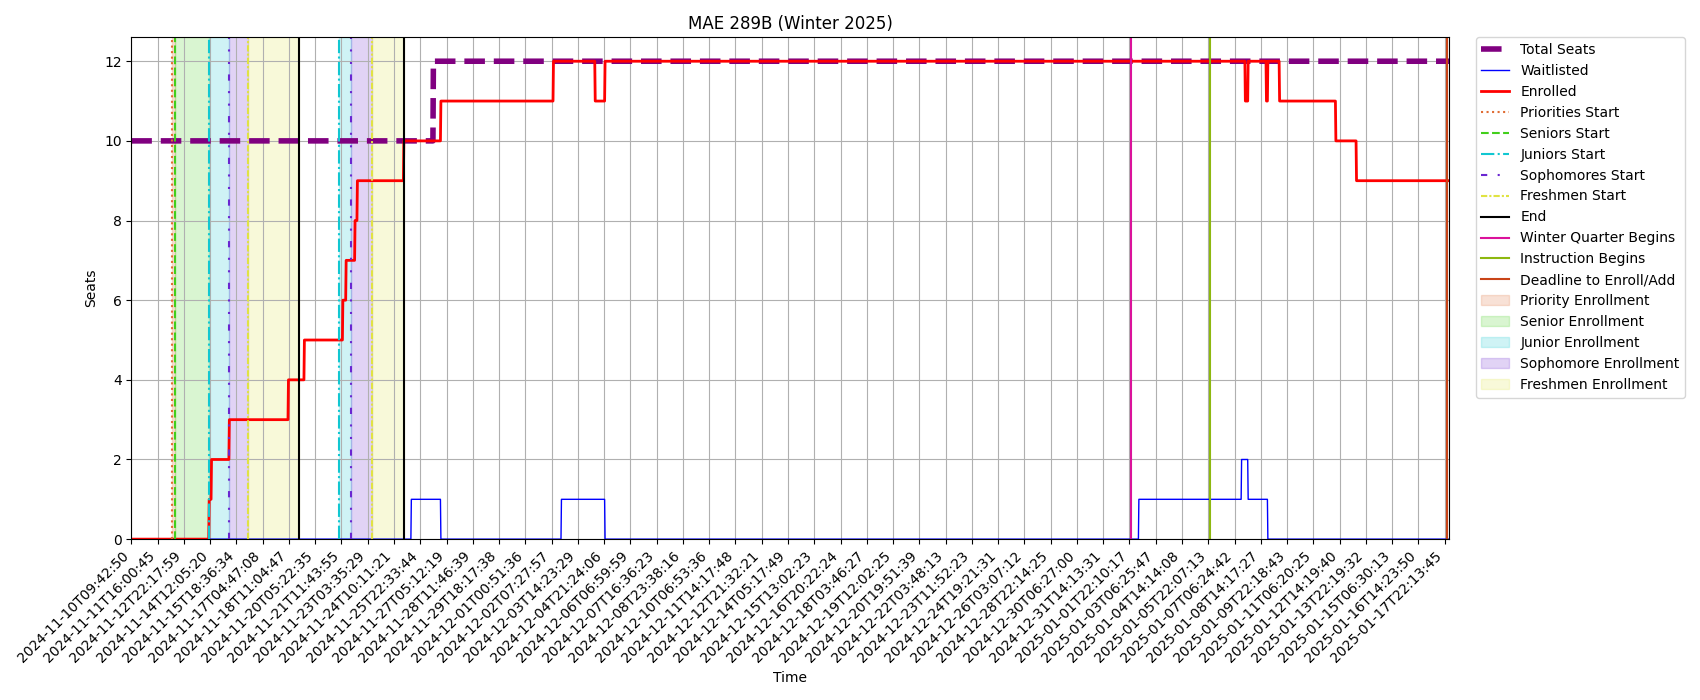 MAE 289B (Winter 2025)
Seats
12
10
8
6
4
2
0
2024-11-10T09:42:50
2024-11-11T16:00:45
2024-11-12T22:17:59
2024-11-14T12:05:20
2024-11-15T18:36:34
2024-11-17T04:47:08
2024-11-18T11:04:47
2024-11-20T05:22:35
2024-11-21T11:43:55
2024-11-23T03:35:29
2024-11-24T10:11:21
2024-11-25T22:33:44
2024-11-27T05:12:19
2024-11-28T11:46:39
2024-11-29T18:17:38
2024-12-01T00:51:36
2024-12-02T07:27:57
2024-12-03T14:23:29
2024-12-04T21:24:06
2024-12-06T06:59:59
2024-12-07T16:36:23
2024-12-08T23:38:16
2024-12-10T06:53:36
2024-12-11T14:17:48
2024-12-12T21:32:21
2024-12-14T05:17:49
2024-12-15T13:02:23
2024-12-16T20:22:24
2024-12-18T03:46:27
2024-12-19T12:02:25
2024-12-20T19:51:39
2024-12-22T03:48:13
2024-12-23T11:52:23
2024-12-24T19:21:31
2024-12-26T03:07:12
2024-12-28T22:14:25
2024-12-30T06:27:00
2024-12-31T14:13:31
2025-01-01T22:10:17
2025-01-03T06:25:47
2025-01-04T14:14:08
2025-01-05T22:07:13
2025-01-07T06:24:42
2025-01-08T14:17:27
2025-01-09T22:18:43
2025-01-11T06:20:25
2025-01-12T14:19:40
2025-01-13T22:19:32
2025-01-15T06:30:13
2025-01-16T14:23:50
2025-01-17T22:13:45
Time
Total Seats
Waitlisted
Enrolled
Priorities Start
Seniors Start
Juniors Start
Sophomores Start
Freshmen Start
End
Winter Quarter Begins
Instruction Begins
Deadline to Enroll/Add
Priority Enrollment
Senior Enrollment
Junior Enrollment
Sophomore Enrollment
Freshmen Enrollment